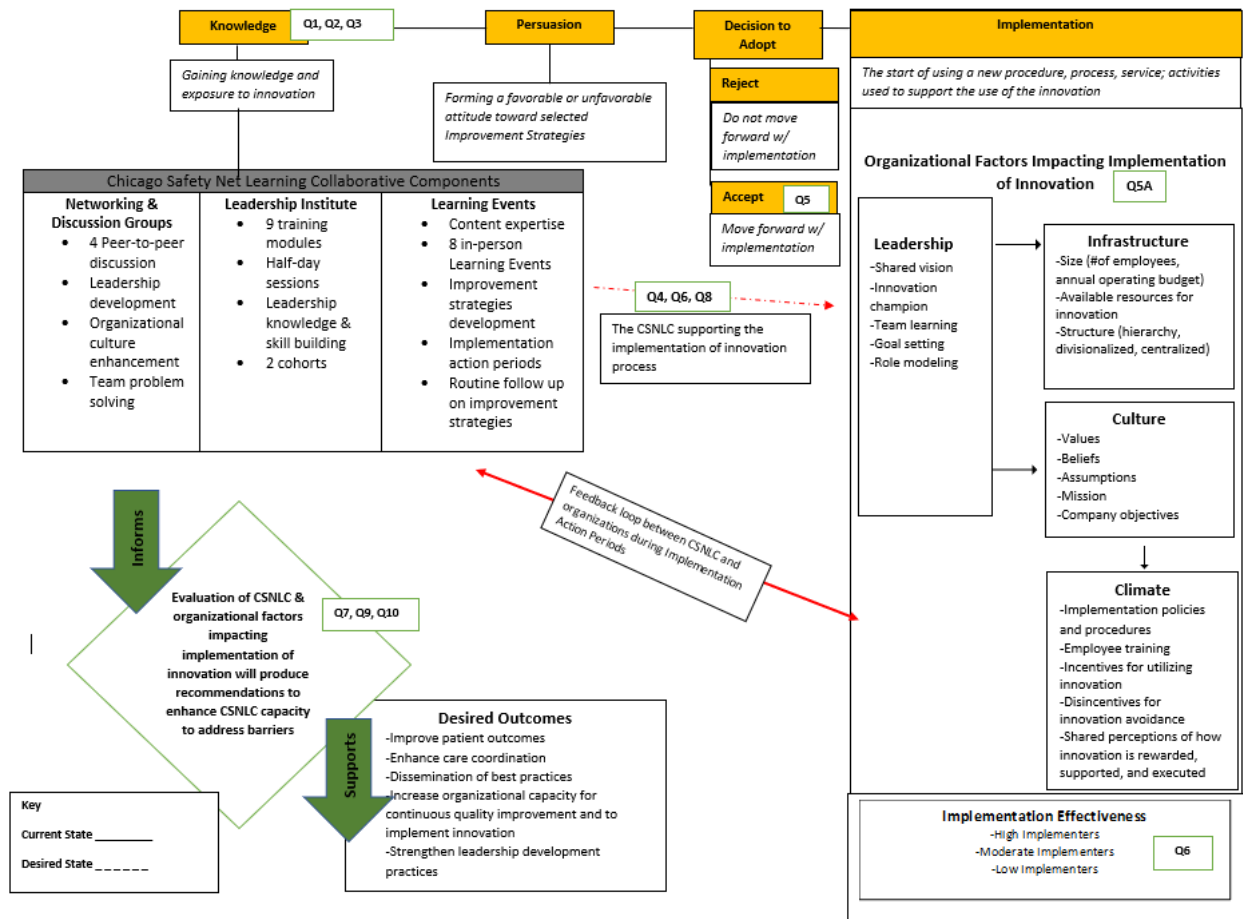 Knowledge
Q1, Q2, Q3
Persuasion
Decision to
Adopt
Implementation
Gaining knowledge and
exposure to innovation
Forming a favorable or unfavorable
attitude toward selected
Improvement Strategies
Reject
Do not move
forward w/
implementation
Accept
Q5
Move forward w/
implementation
The start of using a new procedure, process, service; activities
used to support the use of the innovation
Chicago Safety Net Learning Collaborative Components
Networking &
Discussion Groups
• 4 Peer-to-peer
discussion
• Leadership
development
• Organizational
culture
enhancement
• Team problem
solving
Leadership Institute
• 9 training
modules
• Half-day
sessions
• Leadership
knowledge &
skill building
• 2 cohorts
Learning Events
• Content expertise
• 8 in-person
Learning Events
• Improvement
strategies
development
• Implementation
action periods
• Routine follow up
on improvement
strategies
Q4, Q6, Q8
The CSNLC supporting the
implementation of innovation
process
Organizational Factors Impacting Implementation
of Innovation
Q5A
Leadership
-Shared vision
-Innovation
champion
-Team learning
-Goal setting
-Role modeling
Infrastructure
-Size (#of employees,
annual operating budget)
-Available resources for
innovation
-Structure (hierarchy,
divisionalized, centralized)
Culture
-Values
-Beliefs
-Assumptions
-Mission
-Company objectives
Climate
-Implementation policies
and procedures
-Employee training
-Incentives for utilizing
innovation
-Disincentives for
innovation avoidance
-Shared perceptions of how
innovation is rewarded,
supported, and executed
Implementation Effectiveness
-High Implementers
-Moderate Implementers
-Low Implementers
Q6
Feedback loop between CSNLC and
organizations during Implementation
Action Periods
Informs
Evaluation of CSNLC &
organizational factors
impacting
implementation of
innovation will produce
recommendations to
enhance CSNLC capacity
to address barriers
Q7, Q9, Q10
Supports
Desired Outcomes
-Improve patient outcomes
-Enhance care coordination
-Dissemination of best practices
-Increase organizational capacity for
continuous quality improvement and to
implement innovation
-Strengthen leadership development
practices
Key
Current State ________
Desired State _ _ _ _ _ _